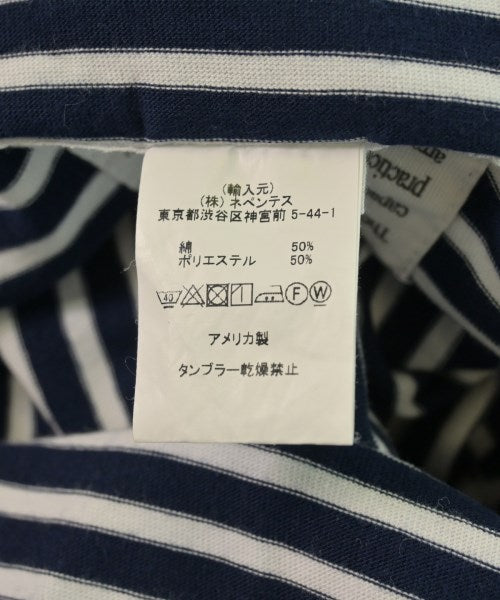 (輸入元)
(株) ネペンテス
東京都渋谷区神宮前 5-44-1
綿 50%
ポリエステル 50%
40 F W
アメリカ製
タンブラー乾燥禁止
practic